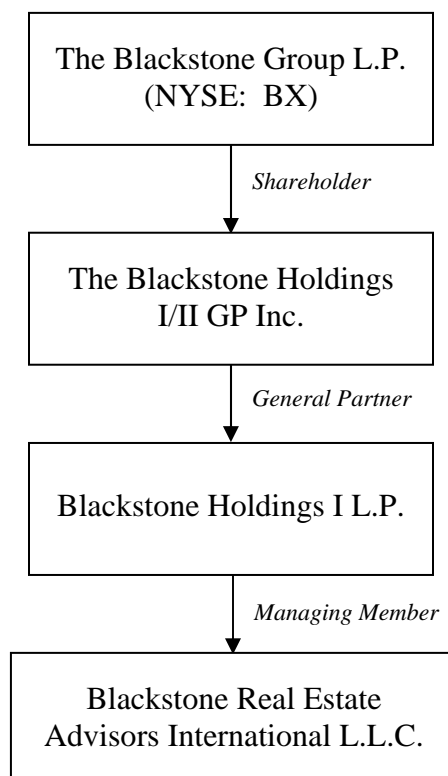 The Blackstone Group L.P.
(NYSE:  BX)
Shareholder
The Blackstone Holdings
I/II GP Inc.
General Partner
Blackstone Holdings I L.P.
Managing Member
Blackstone Real Estate
Advisors International L.L.C.